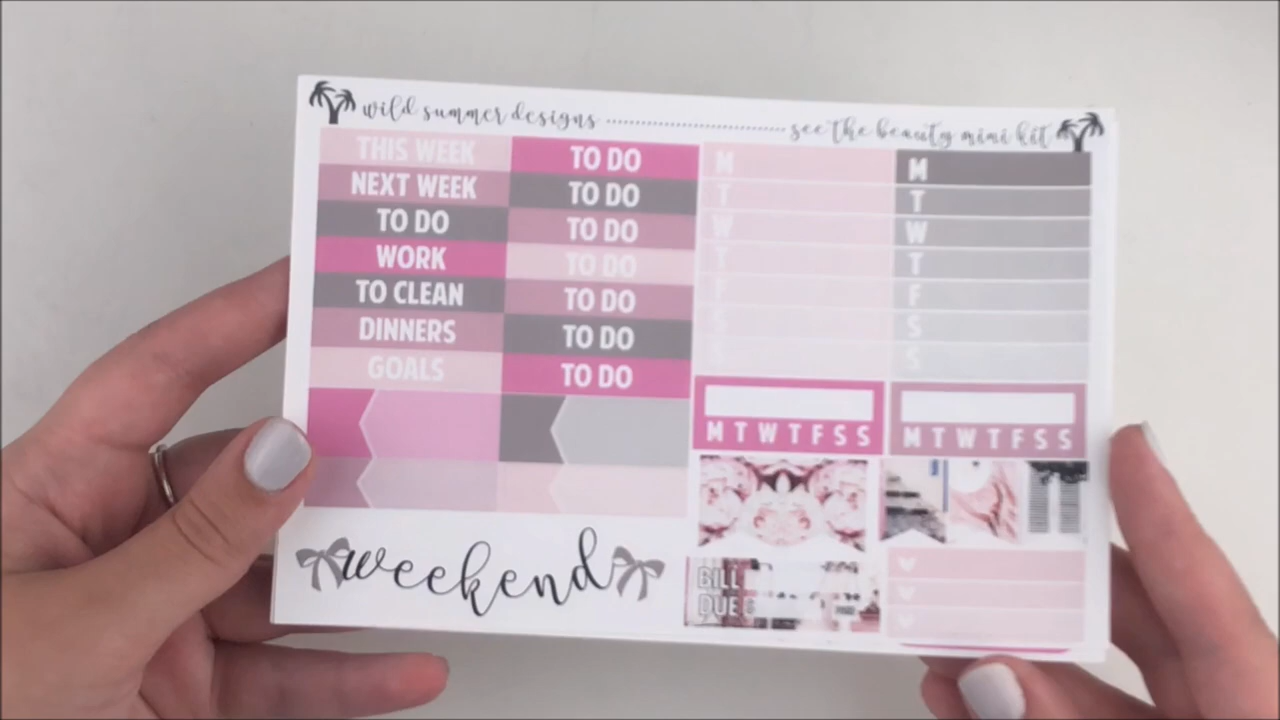 wild summer designs see the beauty mini kit
THIS WEEK
NEXT WEEK
TO DO
WORK
TO CLEAN
DINNERS
GOALS
TO DO
TO DO
TO DO
TO DO
TO DO
TO DO
TO DO
weekend
M
T
W
T
F
S
S
M
T
W
T
F
S
S
M T W T F S S
M T W T F S S
BILL
DUE